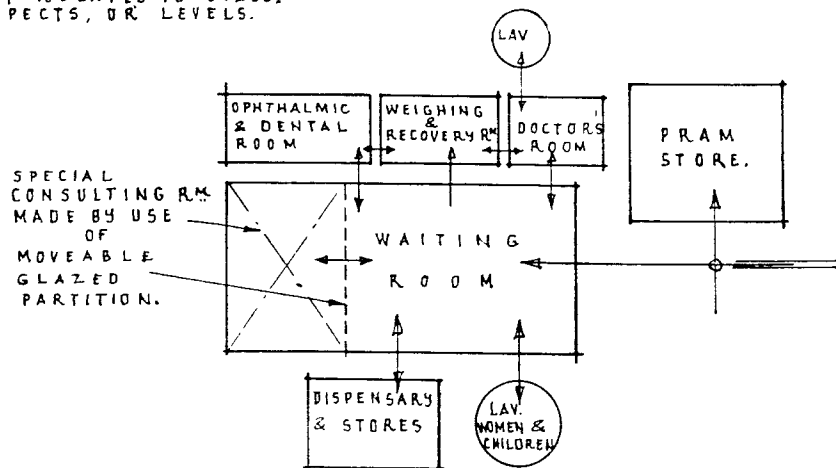 PECTS, OR LEVELS.
LAV
OPHTHALMIC
& DENTAL
ROOM
WEIGHING
&
RECOVERY RM
DOCTORS'
ROOM
PRAM
STORE.
SPECIAL
CONSULTING RM
MADE BY USE
OF
MOVEABLE
GLAZED
PARTITION.
WAITING
ROOM
DISPENSARY
& STORES
LAV.
WOMEN &
CHILDREN